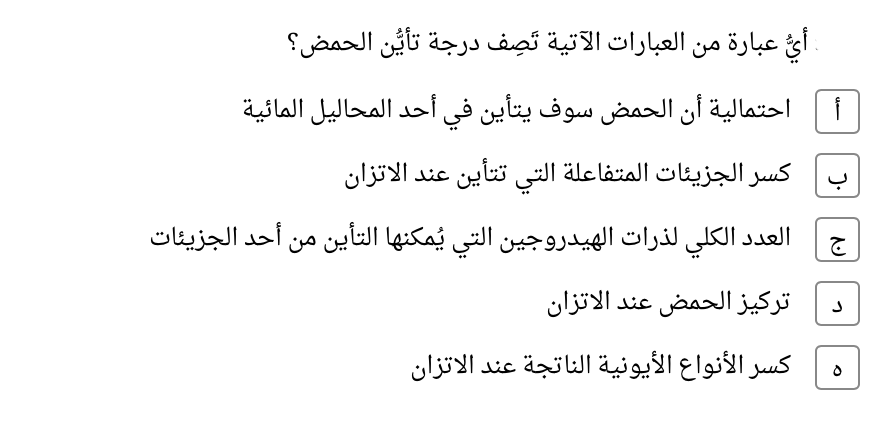 أيُّ عبارة من العبارات الآتية تَصِف درجة تأيُّن الحمض؟
أ احتمالية أن الحمض سوف يتأين في أحد المحاليل المائية
ب كسر الجزيئات المتفاعلة التي تتأين عند الاتزان
ج العدد الكلي لذرات الهيدروجين التي يُمكنها التأين من أحد الجزيئات
د تركيز الحمض عند الاتزان
ه كسر الأنواع الأيونية الناتجة عند الاتزان